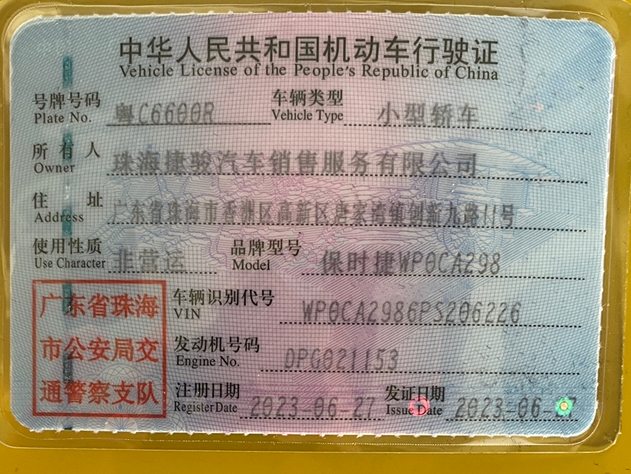 中华人民共和国机动车行驶证
Vehicle License of the People's Republic of China
号牌号码 粤C6600R 车辆类型 小型轿车
Plate No. Vehicle Type
所有人 珠海捷骏汽车销售服务有限公司
Owner
住址 广东省珠海市香洲区高新区唐家湾镇创新九路11号
Address
使用性质 非营运 品牌型号 保时捷WP0CA298
Use Character Model
广东省珠海
市公安局交
通警察支队
车辆识别代号 WP0CA2986PS206226
VIN
发动机号码 DPG021153
Engine No.
注册日期 2023-06-27 发证日期 2023-06-
Register Date Issue Date